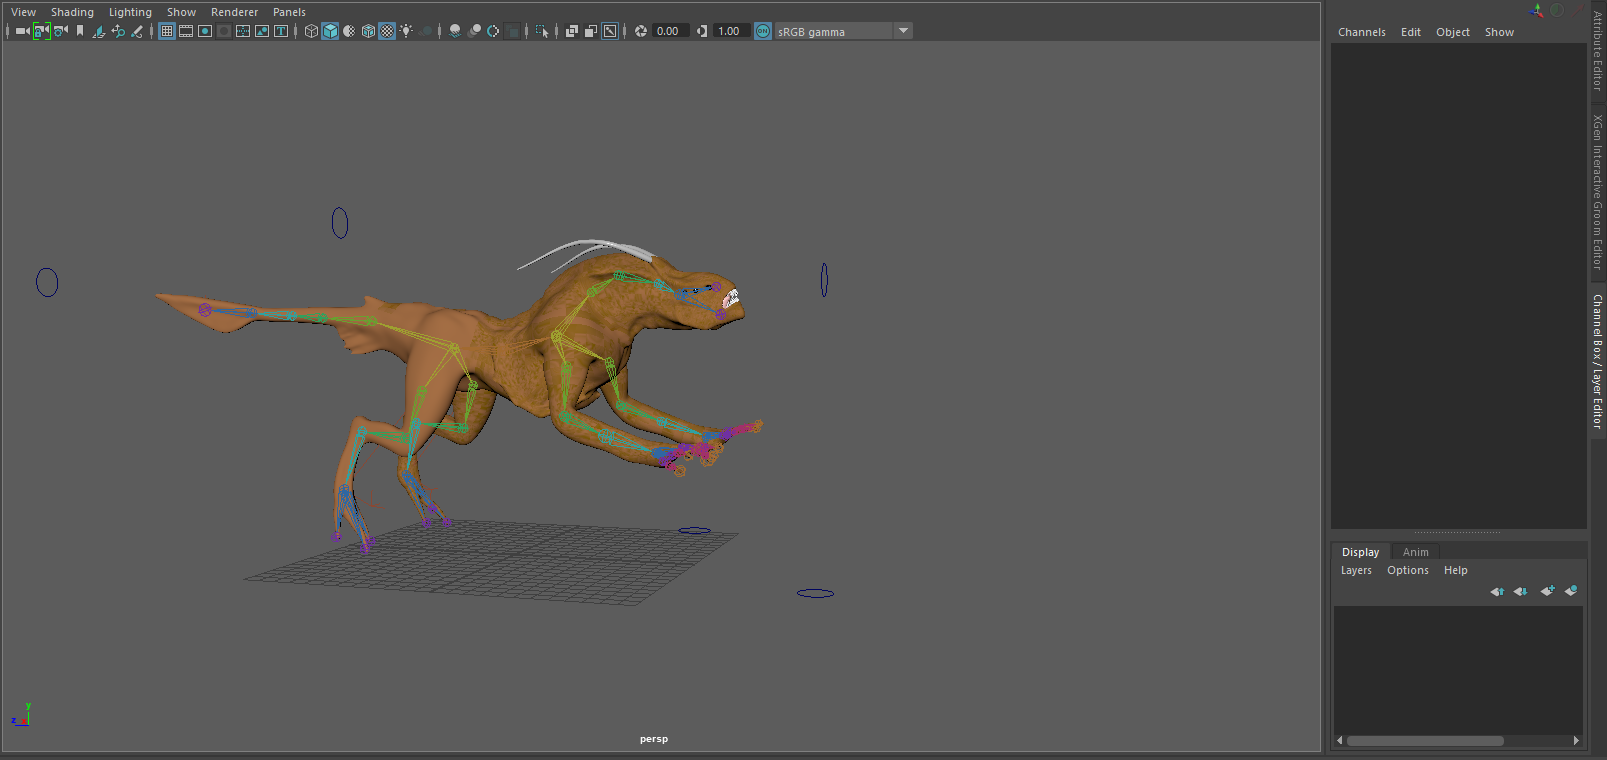 View Shading Lighting Show Renderer Panels
0.00 1.00 ON sRGB gamma
persp
y
z x
Channels Edit Object Show
Display Anim
Layers Options Help
Attribute Editor
XGen Interactive Groom Editor
Channel Box / Layer Editor